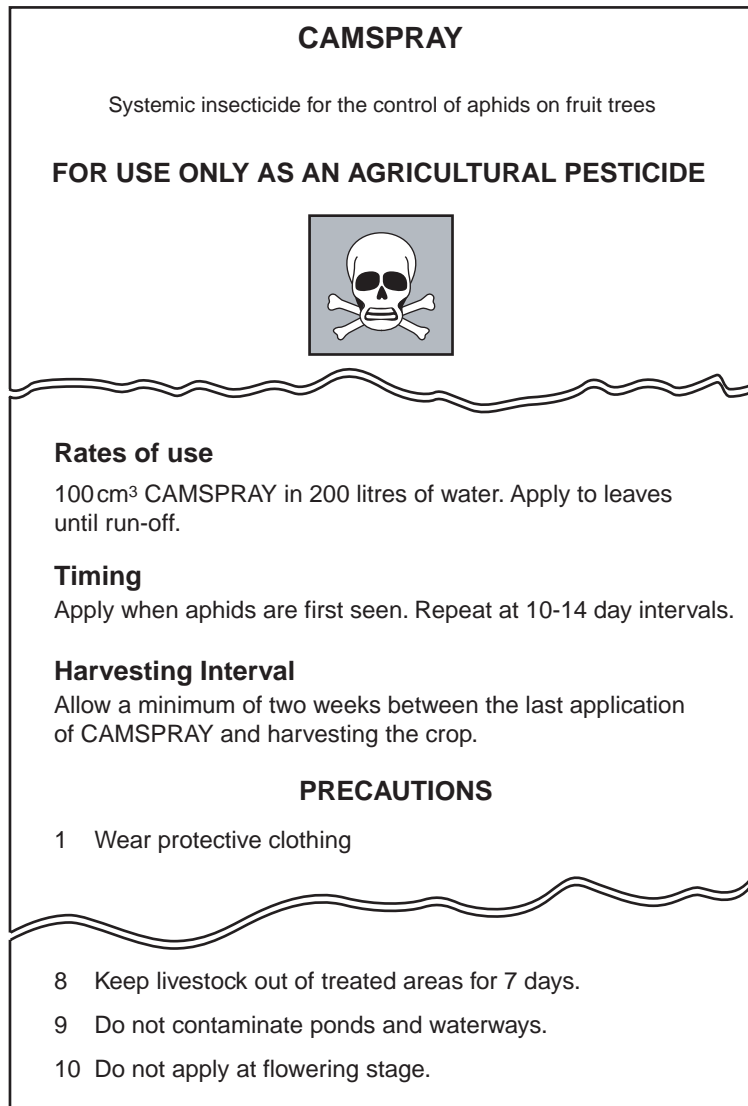 CAMSPRAY
Systemic insecticide for the control of aphids on fruit trees
FOR USE ONLY AS AN AGRICULTURAL PESTICIDE
Rates of use
100 cm³ CAMSPRAY in 200 litres of water. Apply to leaves
until run-off.
Timing
Apply when aphids are first seen. Repeat at 10-14 day intervals.
Harvesting Interval
Allow a minimum of two weeks between the last application
of CAMSPRAY and harvesting the crop.
PRECAUTIONS
1 Wear protective clothing
8 Keep livestock out of treated areas for 7 days.
9 Do not contaminate ponds and waterways.
10 Do not apply at flowering stage.